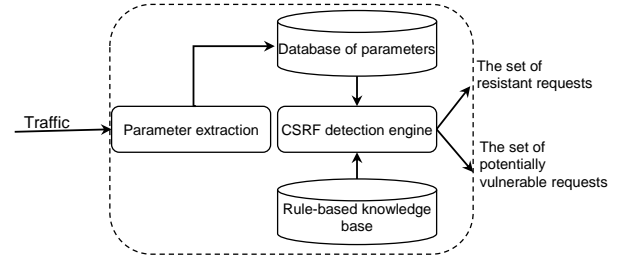 Database of parameters
The set of
resistant requests
Traffic
Parameter extraction
CSRF detection engine
The set of
potentially
vulnerable requests
Rule-based knowledge
base